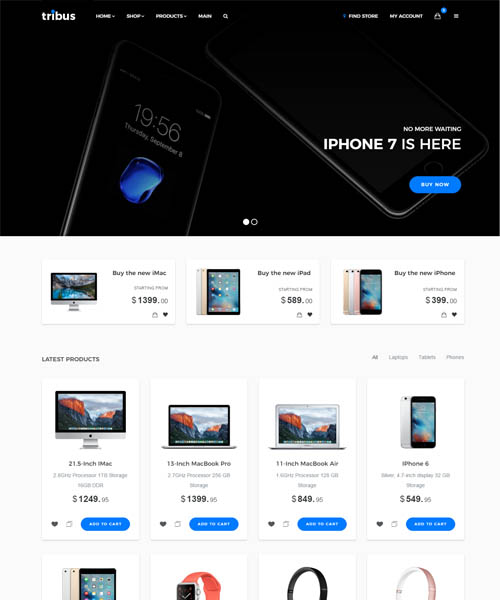 tribus
HOME
SHOP
PRODUCTS
MAIN
FIND STORE
MY ACCOUNT
19:56
Thursday, September 8
NO MORE WAITING
IPHONE 7 IS HERE
BUY NOW
Buy the new iMac
STARTING FROM
$1399.00
Buy the new iPad
STARTING FROM
$589.00
Buy the new iPhone
STARTING FROM
$399.00
LATEST PRODUCTS
All
Laptops
Tablets
Phones
21.5-Inch IMac
2.8GHz Processor 1TB Storage
16GB DDR
$1249.95
ADD TO CART
13-Inch MacBook Pro
2.7GHz Processor 256 GB
Storage
$1399.95
ADD TO CART
11-Inch MacBook Air
1.6GHz Processor 128 GB
Storage
$849.95
ADD TO CART
IPhone 6
Silver, 4.7-inch display 32 GB
Storage
$549.95
ADD TO CART